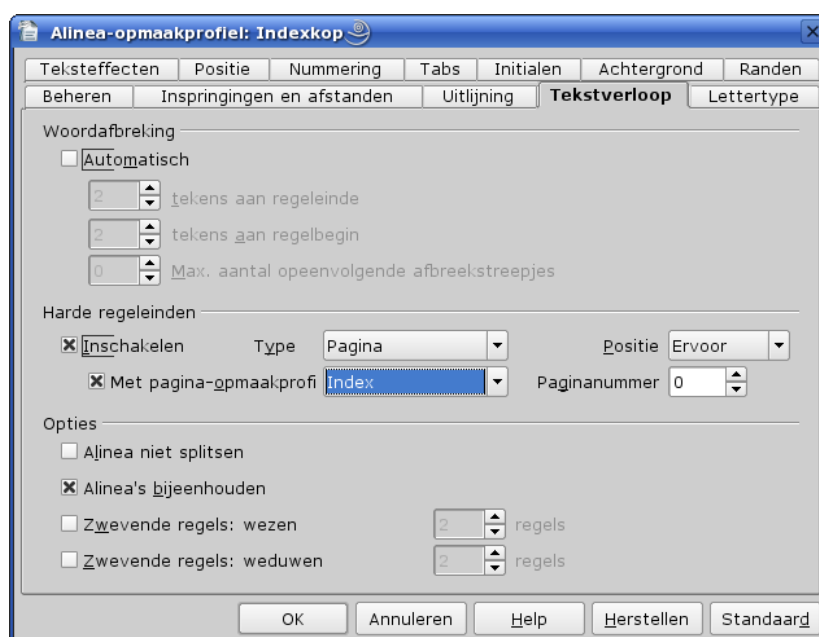 Alinea-opmaakprofiel: Indexkop
Teksteffecten Positie Nummering Tabs Initialen Achtergrond Randen
Beheren Inspringingen en afstanden Uitlijning Tekstverloop Lettertype
Woordafbreking
Automatisch
2 tekens aan regeleinde
2 tekens aan regelbegin
0 Max. aantal opeenvolgende afbreekstreepjes
Harde regeleinden
Inschakelen Type Pagina Positie Ervoor
Met pagina-opmaakprofi Index Paginanummer 0
Opties
Alinea niet splitsen
Alinea's bijeenhouden
Zwevende regels: wezen 2 regels
Zwevende regels: weduwen 2 regels
OK Annuleren Help Herstellen Standaard